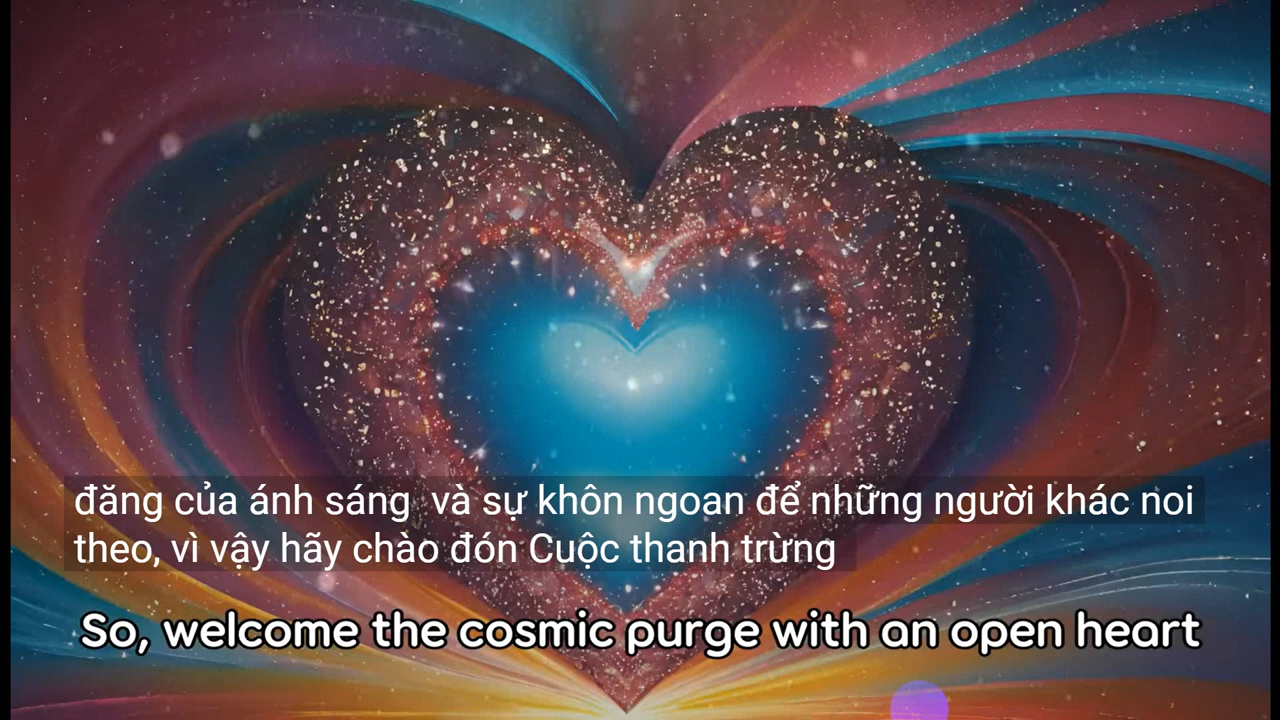 đăng của ánh sáng  và sự khôn ngoan để những người khác noi
theo, vì vậy hãy chào đón Cuộc thanh trừng
So, welcome the cosmic purge with an open heart